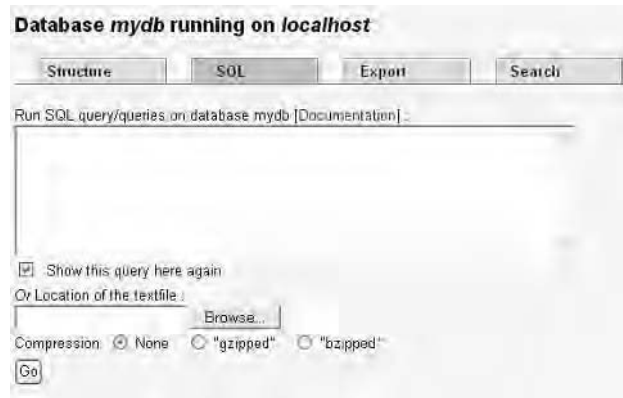 Database mydb running on localhost
Structure SQL Export Search
Run SQL query/queries on database mydb [Documentation] :
Show this query here again
Or Location of the textfile :
Browse...
Compression: None "gzipped" "bzipped"
Go